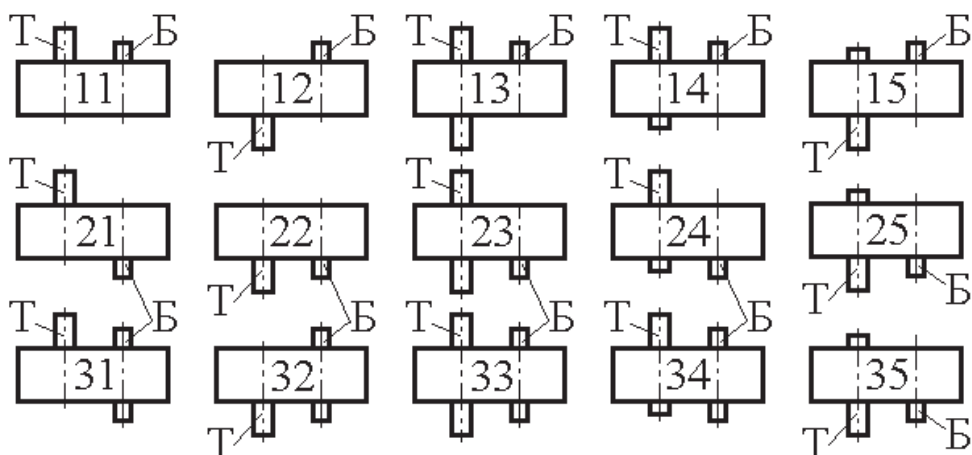 Т Б Б Т Б Т Б Б
11 12 13 14 15
Т Т
Т Т Т
21 22 23 24 25
Т Т Б
Т Б Б Т Б Т Б
31 32 33 34 35
Т Т Б